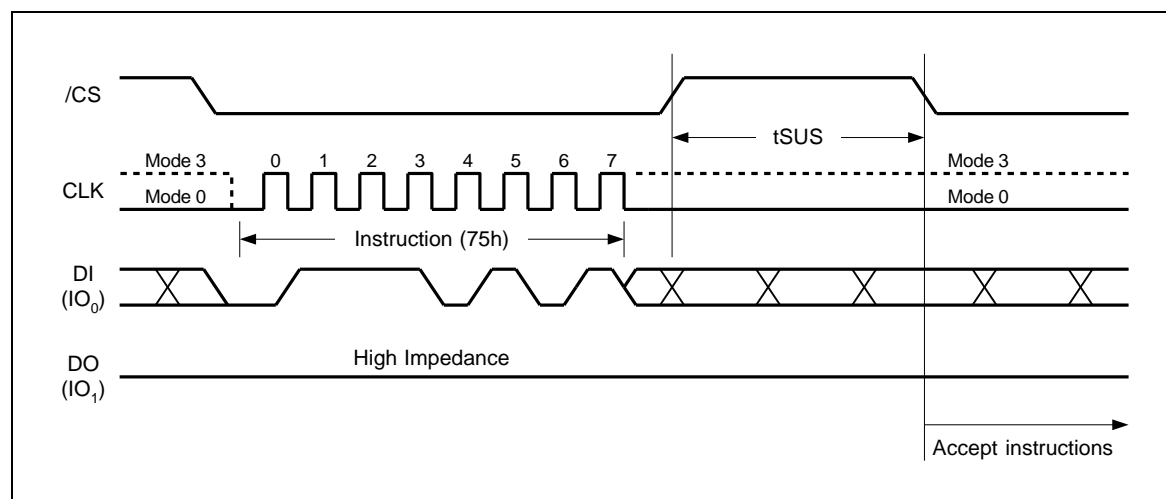 /CS
tSUS
Mode 3
0 1 2 3 4 5 6 7
Mode 3
CLK
Mode 0
Mode 0
Instruction (75h)
DI
(IO0)
High Impedance
DO
(IO1)
Accept instructions